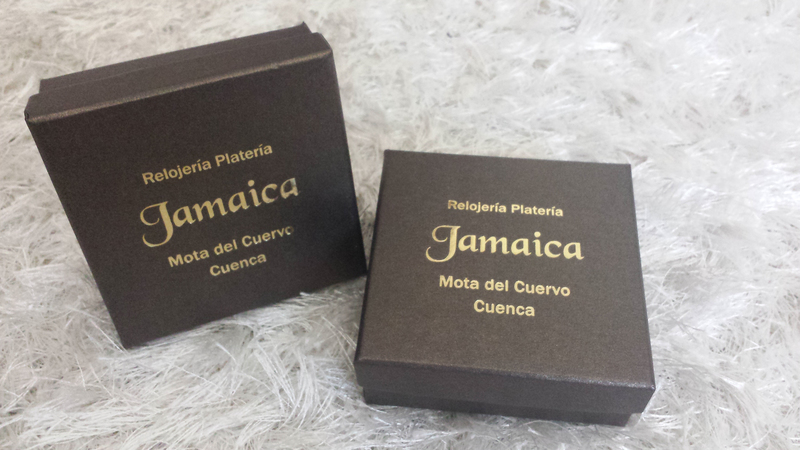 Relojería Platería
Jamaica
Mota del Cuervo
Cuenca
Relojería Platería
Jamaica
Mota del Cuervo
Cuenca